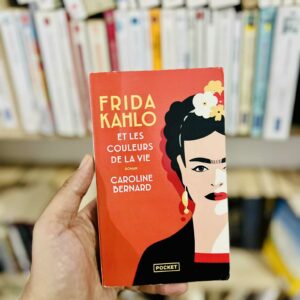 FRIDA
KAHLO
ET LES
COULEURS
DE LA VIE
ROMAN
CAROLINE
BERNARD
POCKET